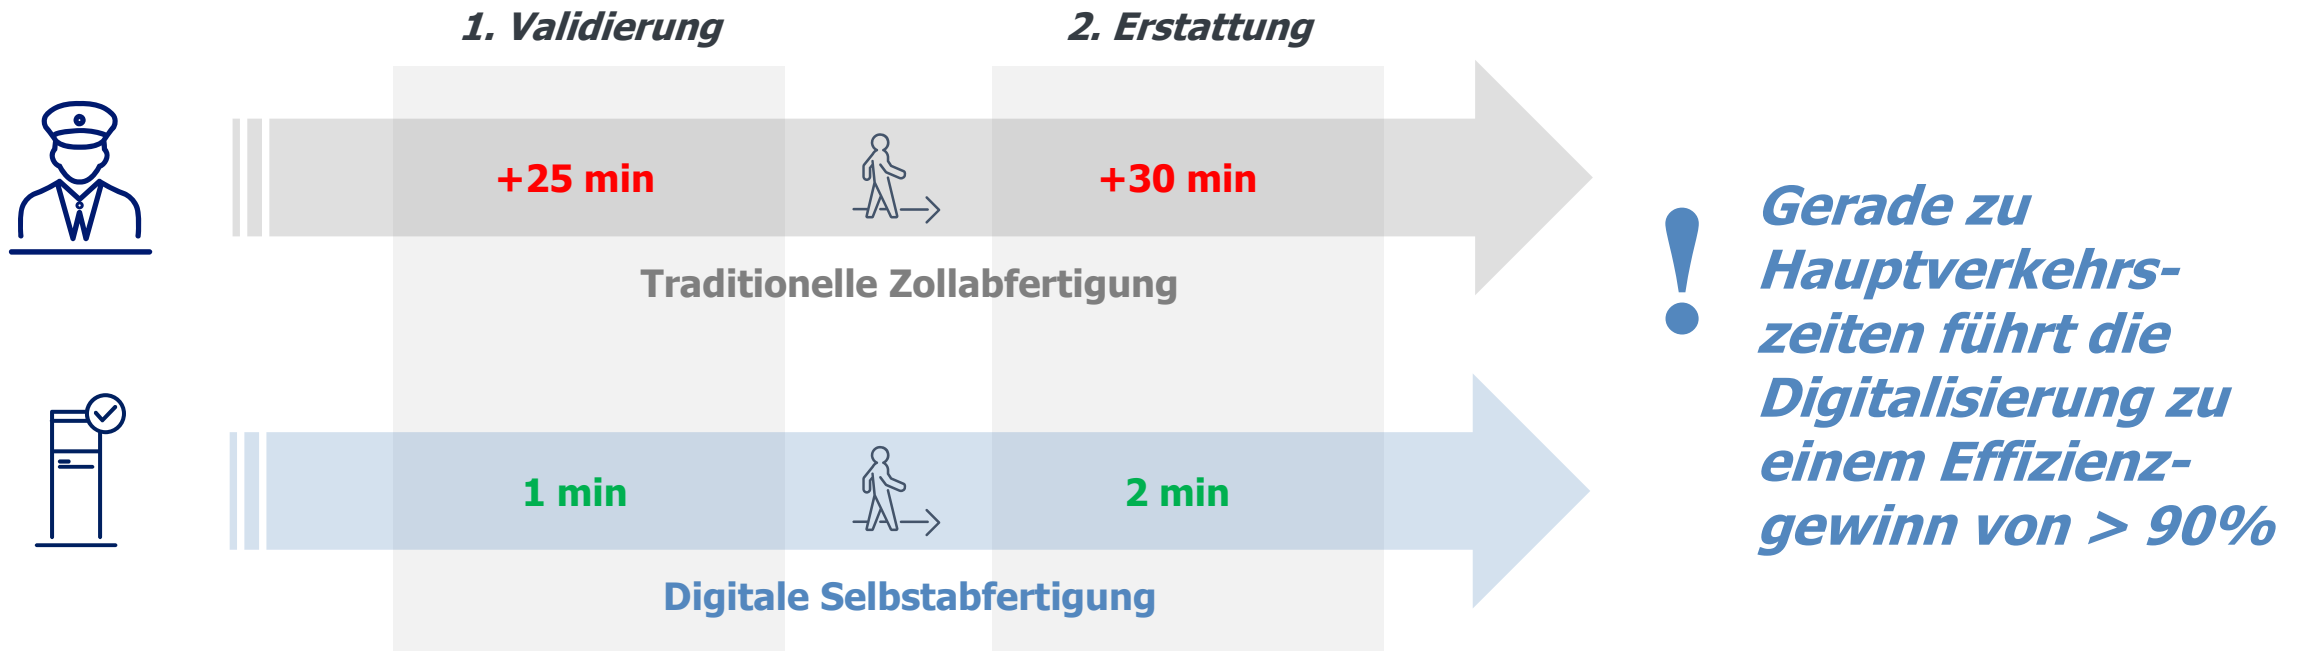 1. Validierung
2. Erstattung
+25 min
+30 min
Traditionelle Zollabfertigung
1 min
2 min
Digitale Selbstabfertigung
!
Gerade zu
Hauptverkehrs-
zeiten führt die
Digitalisierung zu
einem Effizienz-
gewinn von > 90%